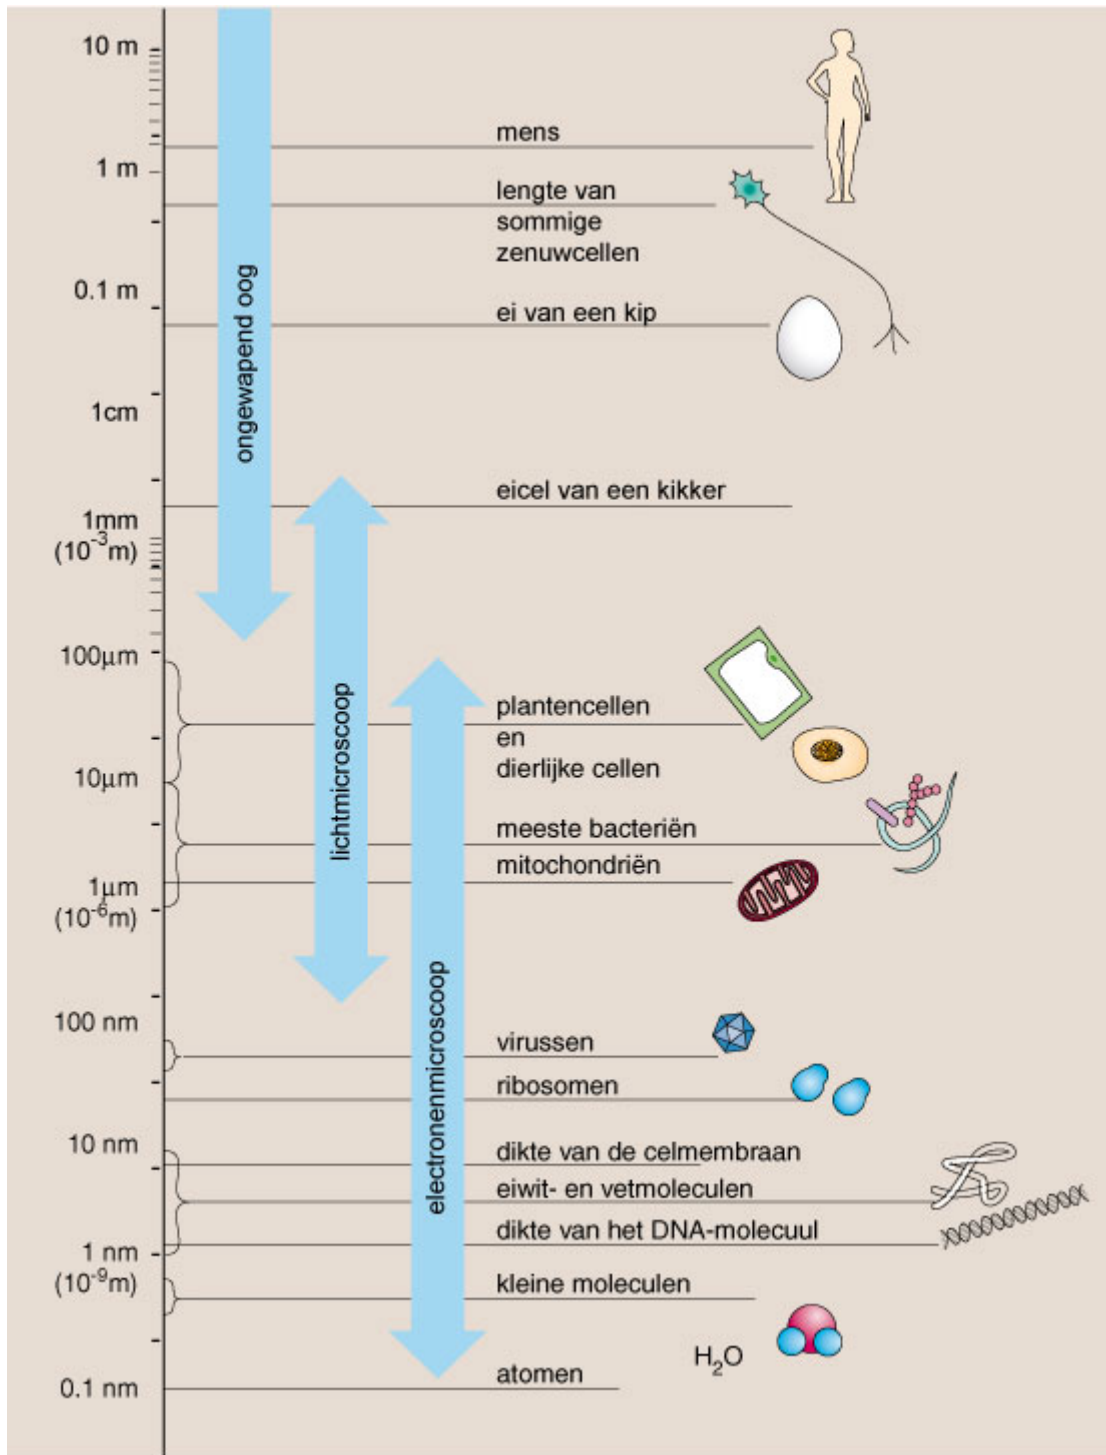 10 m
mens
1 m
lengte van
sommige
zenuwcellen
0.1 m
ei van een kip
ongewapend oog
1cm
eicel van een kikker
1mm
(10⁻³m)
100µm
plantencellen
en
dierlijke cellen
lichtmicroscoop
10µm
meeste bacteriën
mitochondriën
1µm
(10⁻⁶m)
electronenmicroscoop
100 nm
virussen
ribosomen
10 nm
dikte van de celmembraan
eiwit- en vetmoleculen
dikte van het DNA-molecuul
1 nm
(10⁻⁹m)
kleine moleculen
H₂O
atomen
0.1 nm